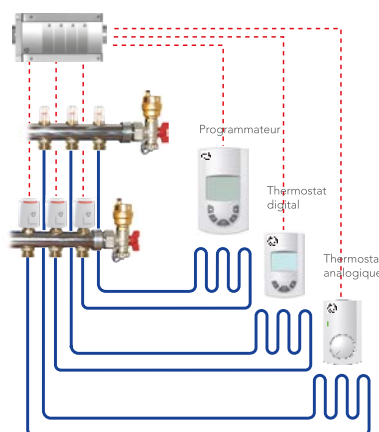 Programmateur
Thermostat
digital
Thermostat
analogique